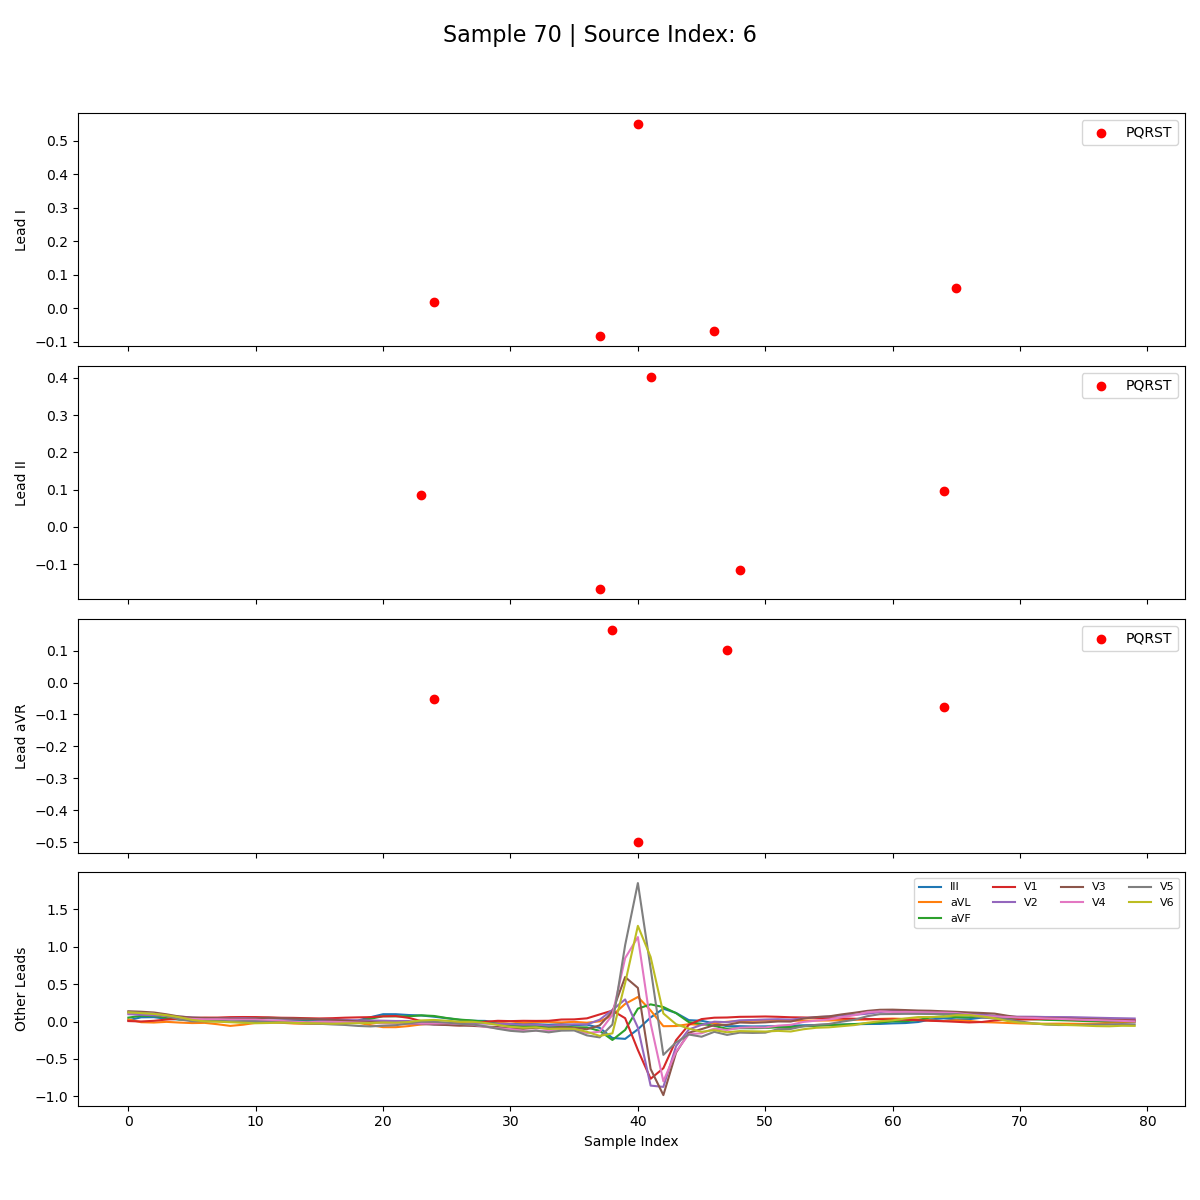 Sample 70 | Source Index: 6
Lead I
0.5
0.4
0.3
0.2
0.1
0.0
−0.1
PQRST
Lead II
0.4
0.3
0.2
0.1
0.0
−0.1
PQRST
Lead aVR
0.1
0.0
−0.1
−0.2
−0.3
−0.4
−0.5
PQRST
Other Leads
1.5
1.0
0.5
0.0
−0.5
−1.0
III V1 V3 V5
aVL V2 V4 V6
aVF
0 10 20 30 40 50 60 70 80
Sample Index